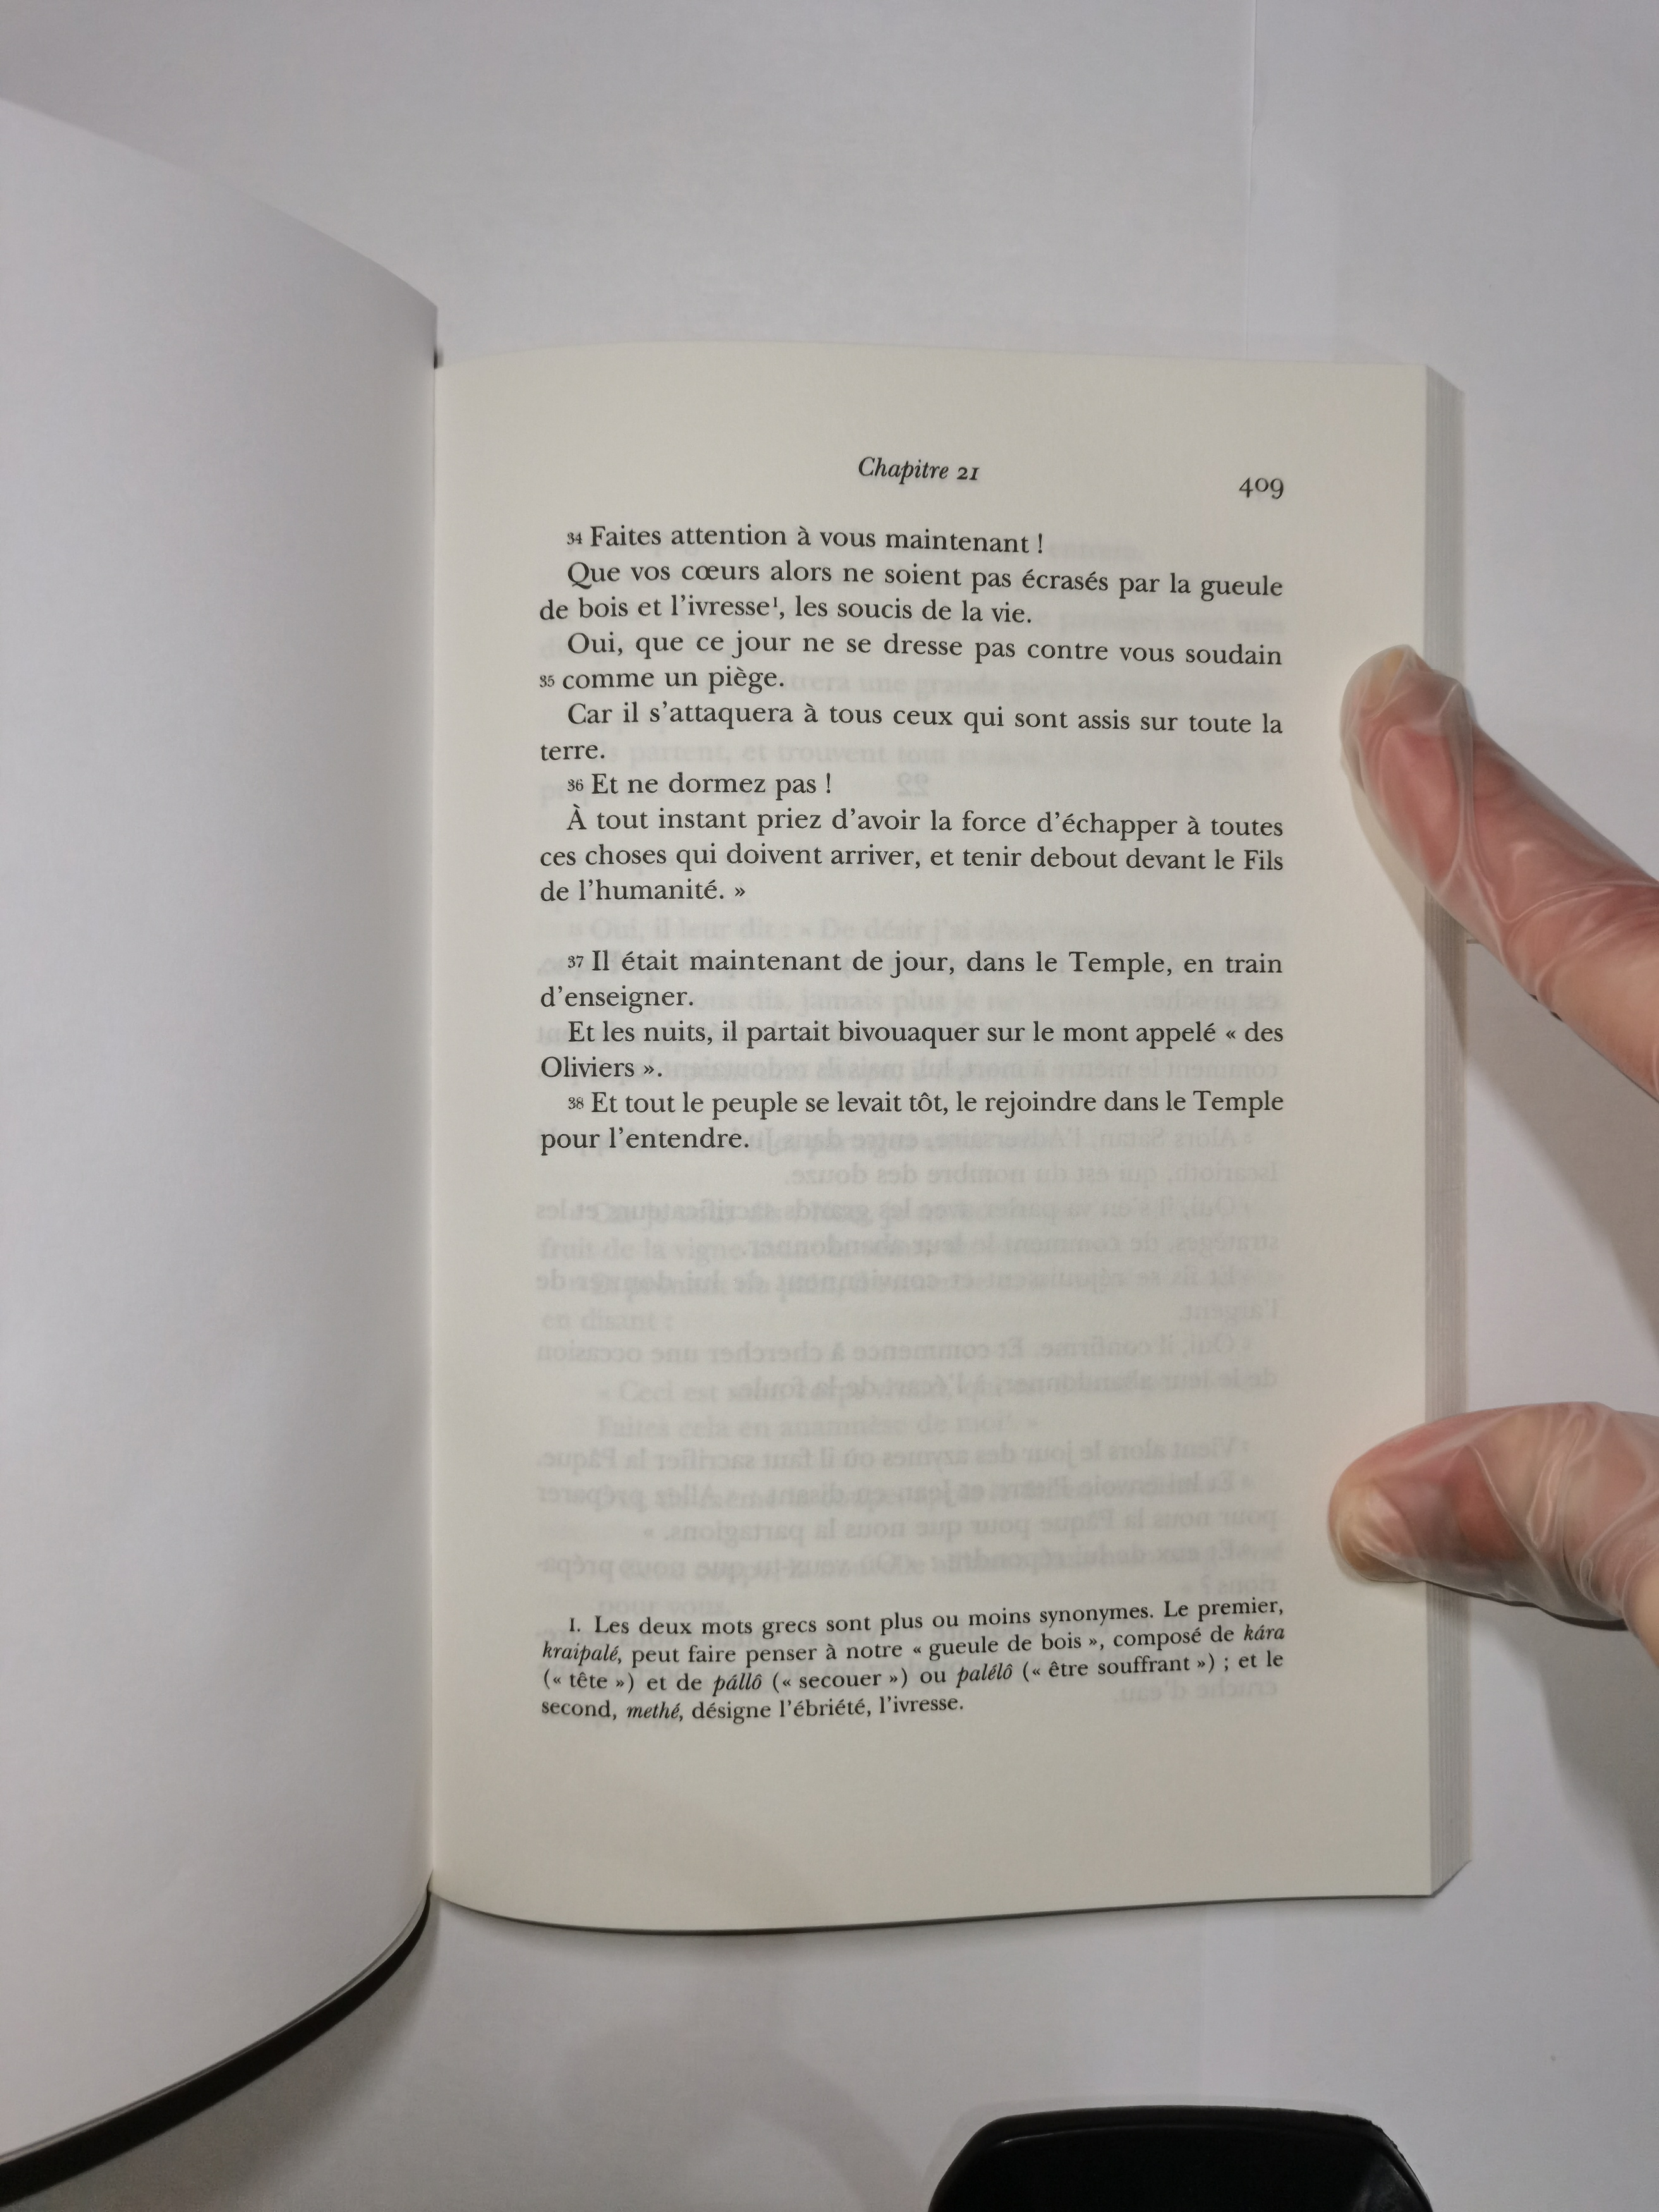 Chapitre 21
409
34 Faites attention à vous maintenant !
Que vos cœurs alors ne soient pas écrasés par la gueule
de bois et l'ivresse¹, les soucis de la vie.
Oui, que ce jour ne se dresse pas contre vous soudain
35 comme un piège.
Car il s'attaquera à tous ceux qui sont assis sur toute la
terre.
36 Et ne dormez pas !
À tout instant priez d'avoir la force d'échapper à toutes
ces choses qui doivent arriver, et tenir debout devant le Fils
de l'humanité. »
37 Il était maintenant de jour, dans le Temple, en train
d'enseigner.
Et les nuits, il partait bivouaquer sur le mont appelé « des
Oliviers ».
38 Et tout le peuple se levait tôt, le rejoindre dans le Temple
pour l'entendre.
1. Les deux mots grecs sont plus ou moins synonymes. Le premier,
kraipalé, peut faire penser à notre « gueule de bois », composé de kára
(« tête ») et de pállô (« secouer ») ou palélô (« être souffrant ») ; et le
second, methé, désigne l'ébriété, l'ivresse.